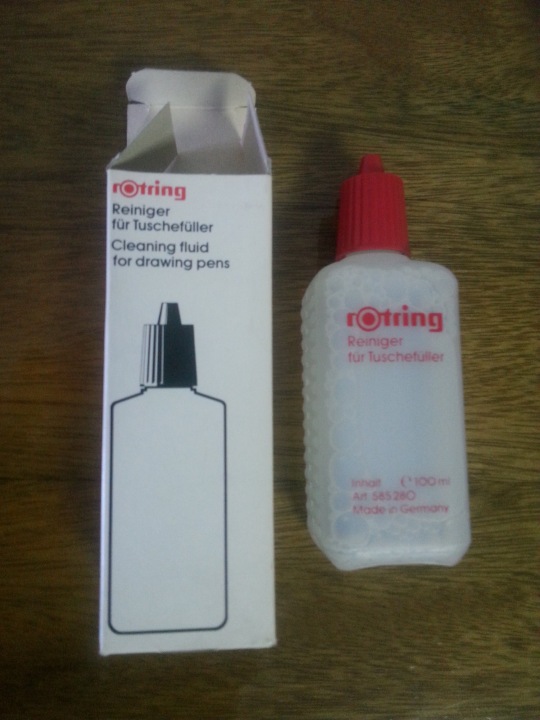 rotring
Reiniger
für Tuschefüller
Cleaning fluid
for drawing pens
rotring
Reiniger
für Tuschefüller
Inhalt ℮ 100 ml
Art. 585 280
Made in Germany